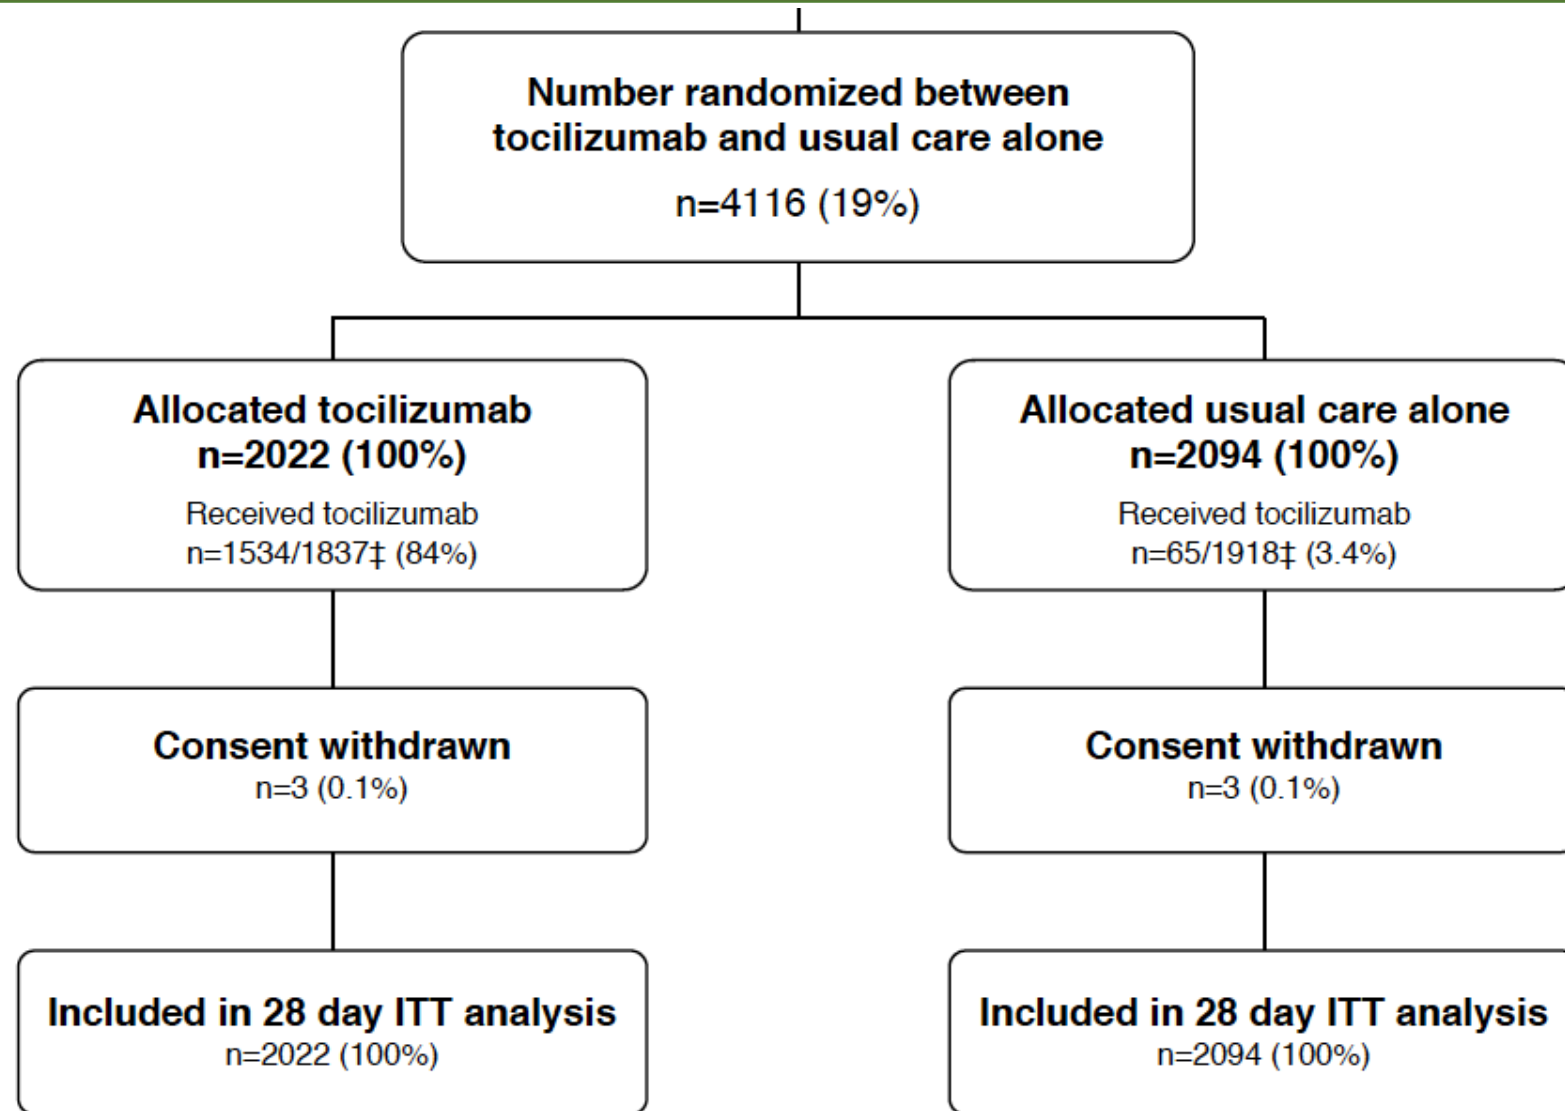 Number randomized between
tocilizumab and usual care alone
n=4116 (19%)
Allocated tocilizumab
n=2022 (100%)
Received tocilizumab
n=1534/1837‡ (84%)
Allocated usual care alone
n=2094 (100%)
Received tocilizumab
n=65/1918‡ (3.4%)
Consent withdrawn
n=3 (0.1%)
Consent withdrawn
n=3 (0.1%)
Included in 28 day ITT analysis
n=2022 (100%)
Included in 28 day ITT analysis
n=2094 (100%)